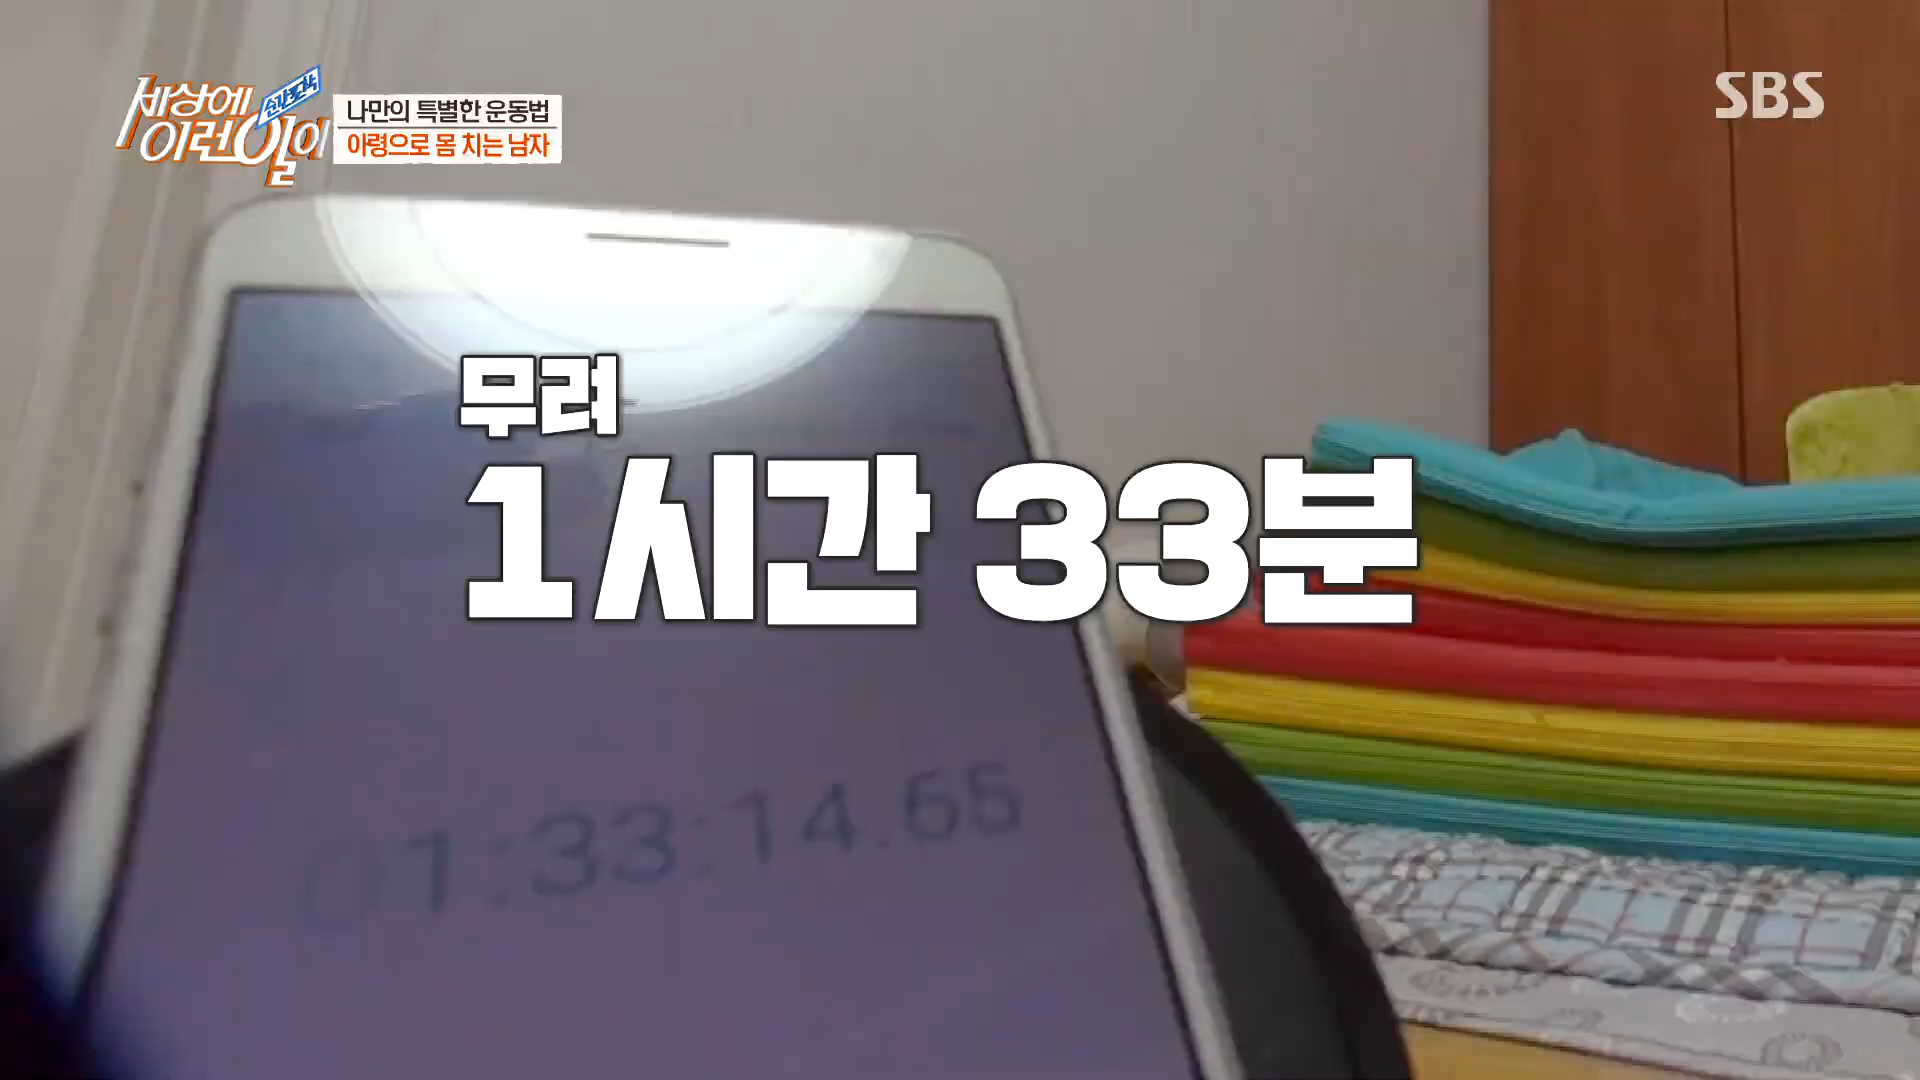 순간포착
세상에
이런일이
나만의 특별한 운동법
아령으로 몸 치는 남자
SBS
무려
1시간 33분
01:33:14.55